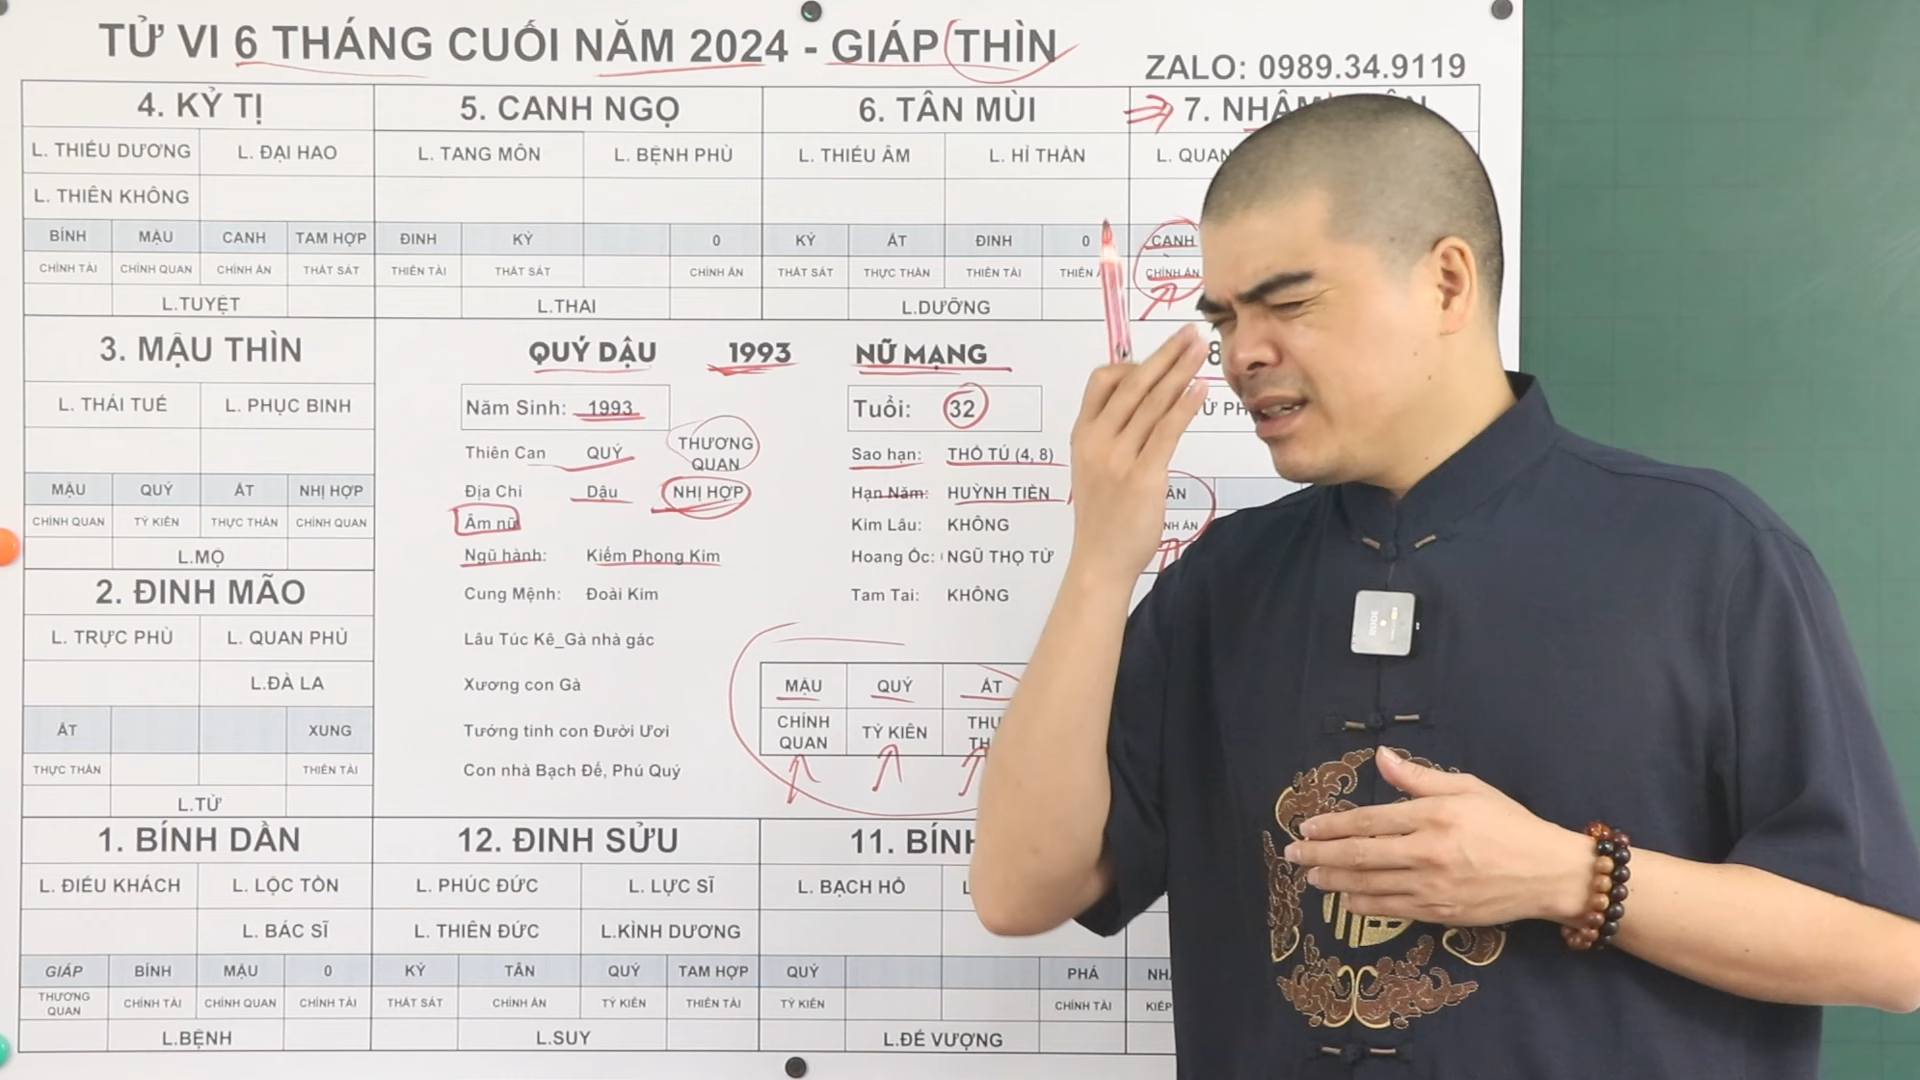 TỬ VI 6 THÁNG CUỐI NĂM 2024 - GIÁP THÌN
ZALO: 0989.34.9119
4. KỶ TỊ
L. THIẾU DƯƠNG L. ĐẠI HAO
L. THIÊN KHÔNG
BÍNH MẬU CANH TAM HỢP
CHÍNH TÀI CHÍNH QUAN CHÍNH ẤN THẤT SÁT
L.TUYỆT
5. CANH NGỌ
L. TANG MÔN L. BỆNH PHÙ
ĐINH KỶ 0
THIÊN TÀI THẤT SÁT CHÍNH ẤN
L.THAI
6. TÂN MÙI
L. THIẾU ÂM L. HỈ THẦN
KỶ ẤT ĐINH 0
THẤT SÁT THỰC THẦN THIÊN TÀI THIÊN
L.DƯỠNG
7. NHÂM
L. QUAN
CANH
CHÍNH ẤN
3. MẬU THÌN
L. THÁI TUẾ L. PHỤC BINH
MẬU QUÝ ẤT NHỊ HỢP
CHÍNH QUAN TỶ KIÊN THỰC THẦN CHÍNH QUAN
L.MỘ
QUÝ DẬU 1993 NỮ MẠNG
Năm Sinh: 1993
Thiên Can QUÝ THƯƠNG QUAN
Địa Chi Dậu NHỊ HỢP
Âm nữ
Ngũ hành: Kiếm Phong Kim
Cung Mệnh: Đoài Kim
Lâu Túc Kê_Gà nhà gác
Xương con Gà
Tướng tinh con Đười Ươi
Con nhà Bạch Đế, Phú Quý
Tuổi: 32
Sao hạn: THỔ TÚ (4, 8)
Hạn Năm: HUỲNH TIỀN
Kim Lâu: KHÔNG
Hoang Ốc: NGŨ THỌ TỬ
Tam Tai: KHÔNG
MẬU QUÝ ẤT
CHÍNH QUAN TỶ KIÊN
8
2. ĐINH MÃO
L. TRỰC PHÙ L. QUAN PHÙ
L.ĐÀ LA
ẤT XUNG
THỰC THẦN THIÊN TÀI
L.TỬ
1. BÍNH DẦN
L. ĐIẾU KHÁCH L. LỘC TỒN
L. BÁC SĨ
GIÁP BÍNH MẬU 0
THƯƠNG QUAN CHÍNH TÀI CHÍNH QUAN CHÍNH TÀI
L.BỆNH
12. ĐINH SỬU
L. PHÚC ĐỨC L. LỰC SĨ
L. THIÊN ĐỨC L.KÌNH DƯƠNG
KỶ TÂN QUÝ TAM HỢP
THẤT SÁT CHÍNH ẤN TỶ KIÊN THIÊN TÀI
L.SUY
11. BÍNH
L. BẠCH HỔ
QUÝ PHÁ
TỶ KIÊN CHÍNH TÀI
L.ĐẾ VƯỢNG
KIẾP
RODE